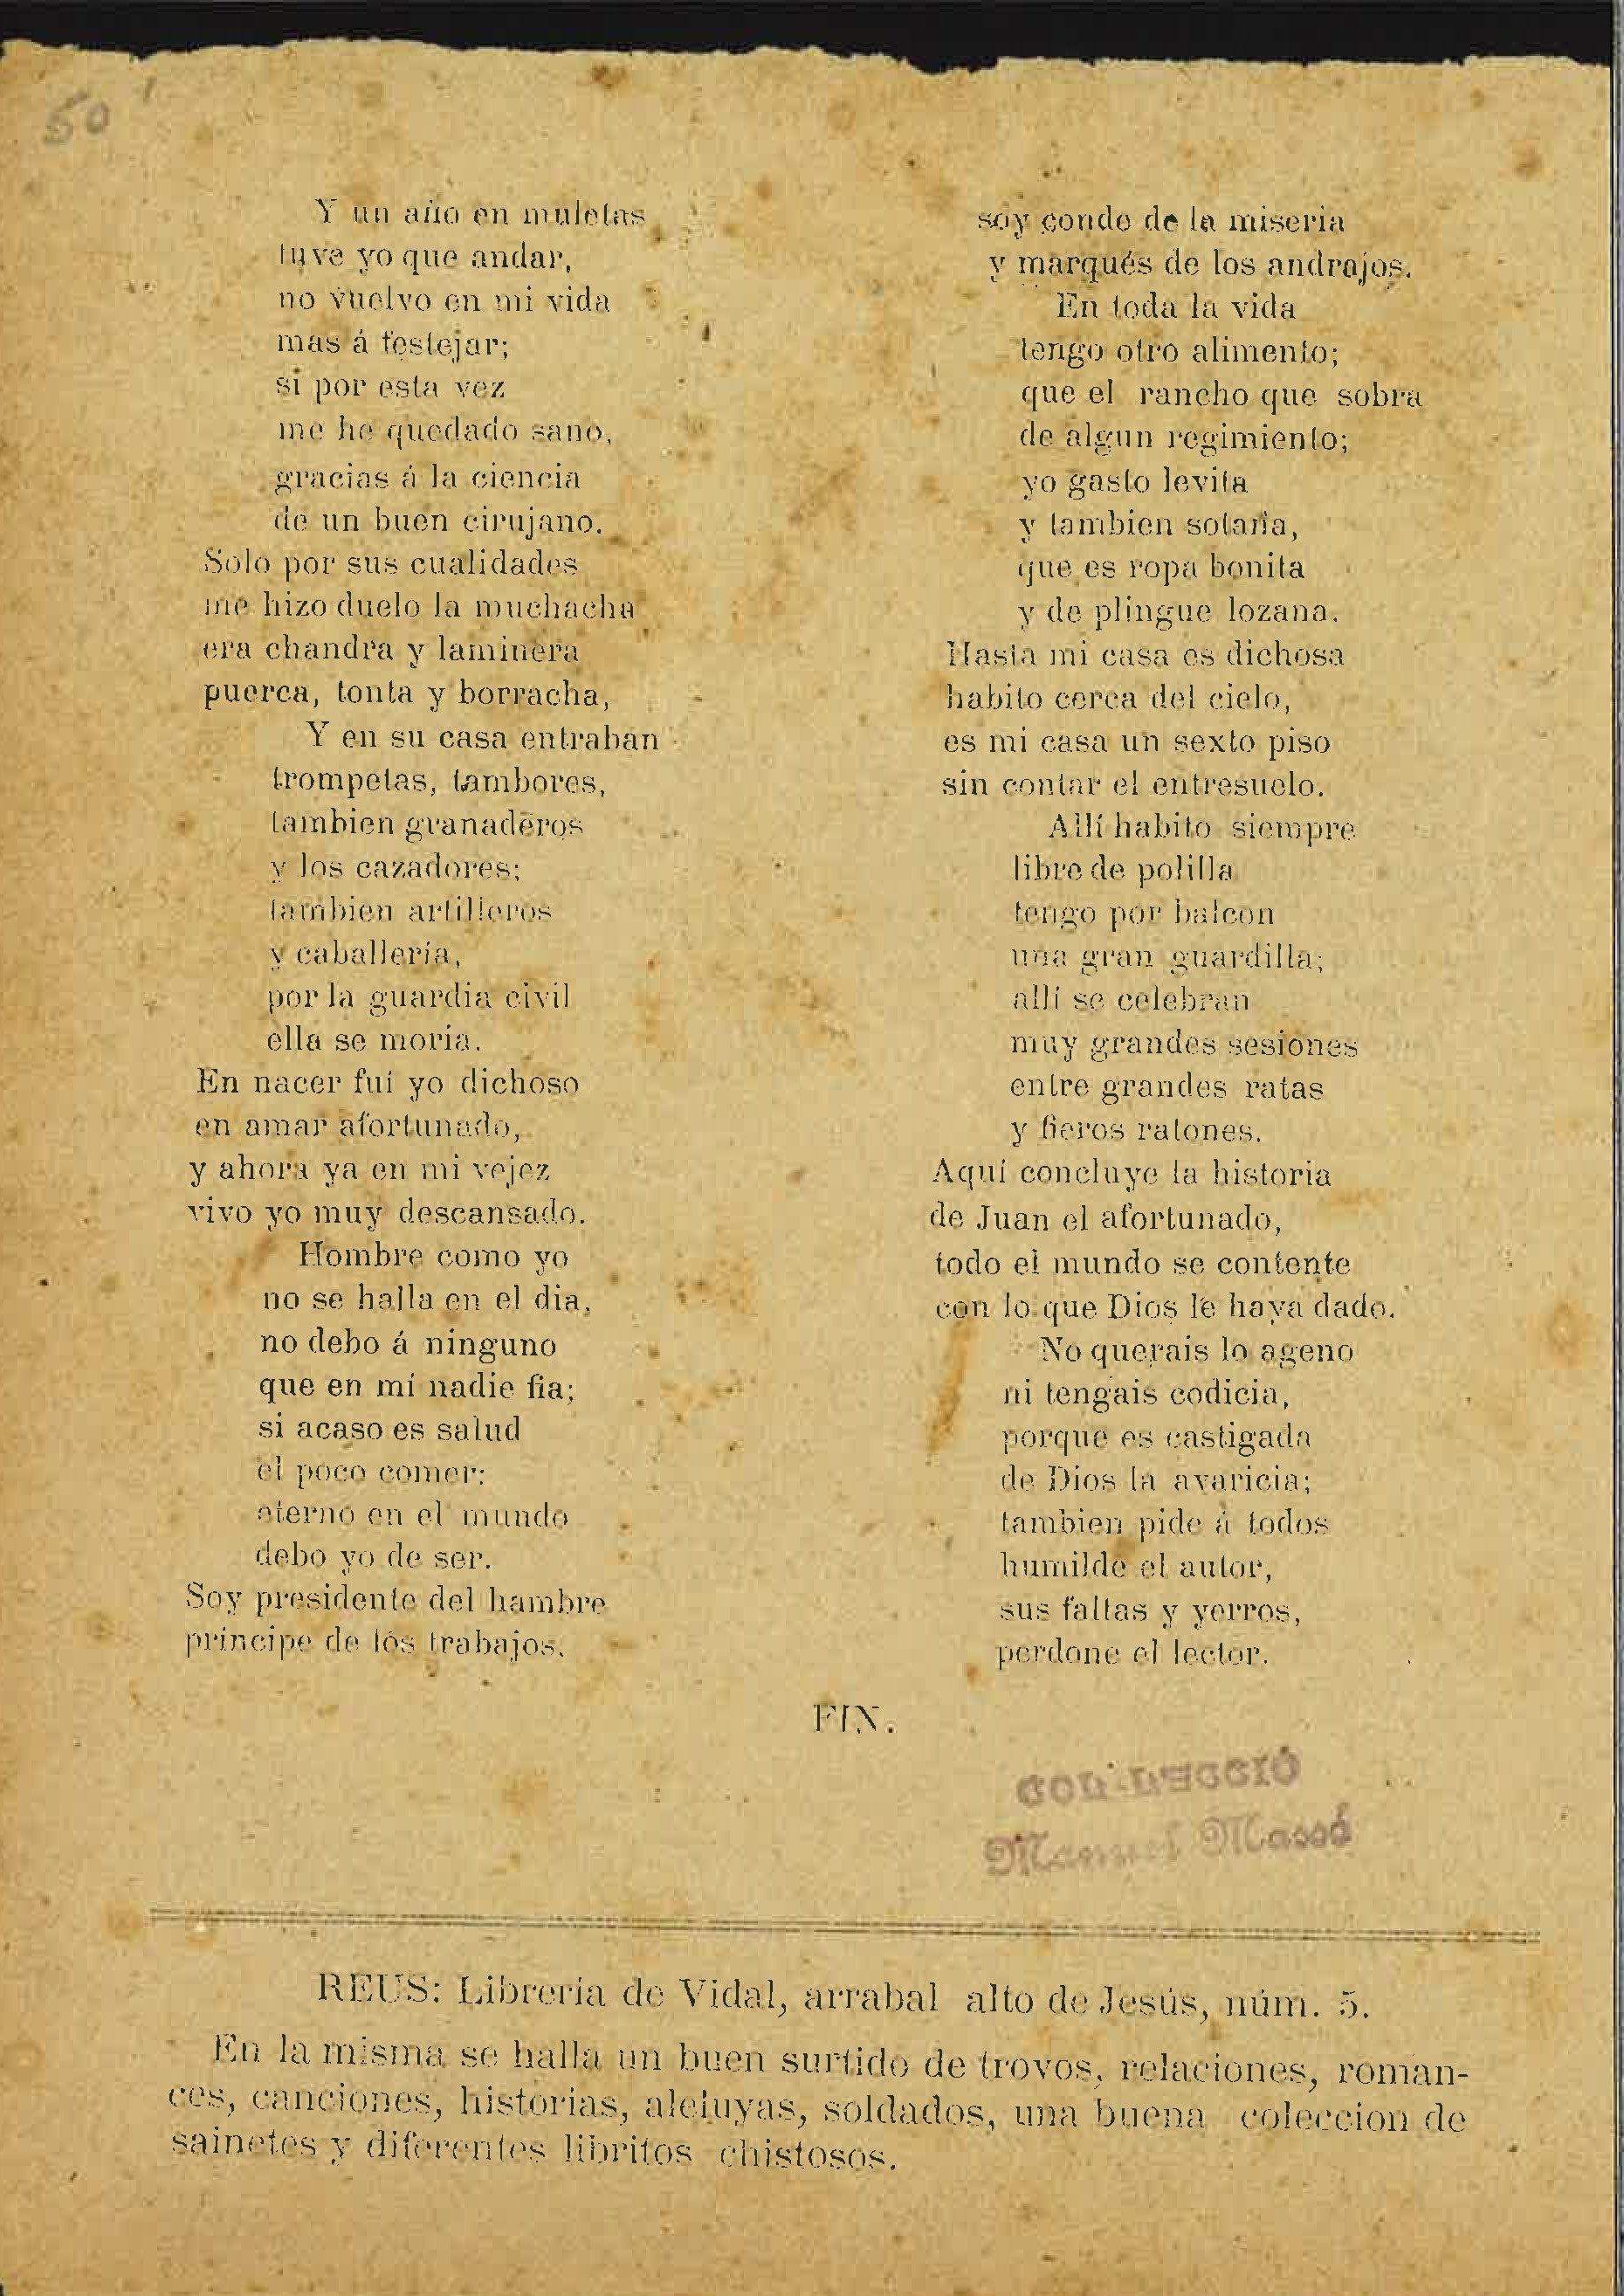 50
Y un año en muletas
tuve yo que andar,
no vuelvo en mi vida
mas á festejar;
si por esta vez
me he quedado sano,
gracias á la ciencia
de un buen cirujano.
Solo por sus cualidades
me hizo duelo la muchacha
era chandra y laminera
puerca, tonta y borracha,
Y en su casa entraban
trompetas, tambores,
tambien granaderos
y los cazadores;
tambien artilleros
y caballería,
por la guardia civil
ella se moria.
En nacer fuí yo dichoso
en amar afortunado,
y ahora ya en mi vejez
vivo yo muy descansado.
Hombre como yo
no se halla en el dia,
no debo á ninguno
que en mí nadie fia;
si acaso es salud
el poco comer;
eterno en el mundo
debo yo de ser.
Soy presidente del hambre
príncipe de los trabajos,
soy conde de la miseria
y marqués de los andrajos.
En toda la vida
tengo otro alimento;
que el rancho que sobra
de algun regimiento;
yo gasto levita
y tambien sotana,
que es ropa bonita
y de plingue lozana.
Hasta mi casa es dichosa
habito cerca del cielo,
es mi casa un sexto piso
sin contar el entresuelo.
Allí habito siempre
libre de polilla
tengo por balcon
una gran guardilla;
allí se celebran
muy grandes sesiones
entre grandes ratas
y fieros ratones.
Aquí concluye la historia
de Juan el afortunado,
todo el mundo se contente
con lo que Dios le haya dado.
No querais lo ageno
ni tengais codicia,
porque es castigada
de Dios la avaricia;
tambien pide á todos
humilde el autor,
sus faltas y yerros,
perdone el lector.
FIN.
COL·LECCIÓ
Manuel Massó
REUS: Librería de Vidal, arrabal alto de Jesús, núm. 5.
En la misma se halla un buen surtido de trovos, relaciones, roman-
ces, canciones, historias, aleluyas, soldados, una buena coleccion de
sainetes y diferentes libritos chistosos.